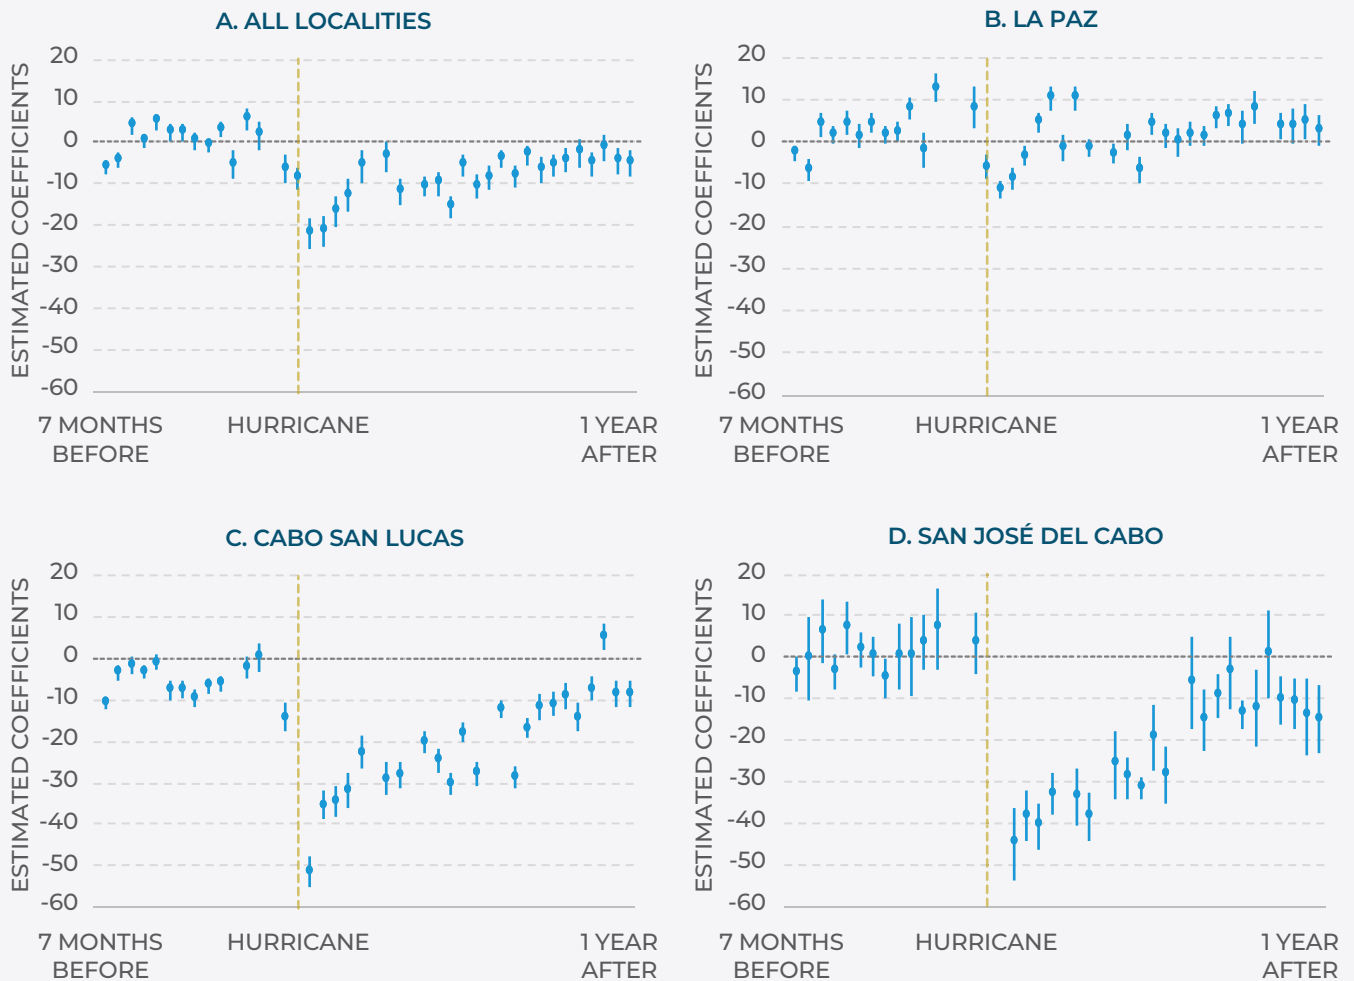 A. ALL LOCALITIES
ESTIMATED COEFFICIENTS
20
10
0
-10
-20
-30
-40
-50
-60
7 MONTHS
BEFORE
HURRICANE
1 YEAR
AFTER
B. LA PAZ
ESTIMATED COEFFICIENTS
20
10
0
-10
-20
-30
-40
-50
-60
7 MONTHS
BEFORE
HURRICANE
1 YEAR
AFTER
C. CABO SAN LUCAS
ESTIMATED COEFFICIENTS
20
10
0
-10
-20
-30
-40
-50
-60
7 MONTHS
BEFORE
HURRICANE
1 YEAR
AFTER
D. SAN JOSÉ DEL CABO
ESTIMATED COEFFICIENTS
20
10
0
-10
-20
-30
-40
-50
-60
7 MONTHS
BEFORE
HURRICANE
1 YEAR
AFTER